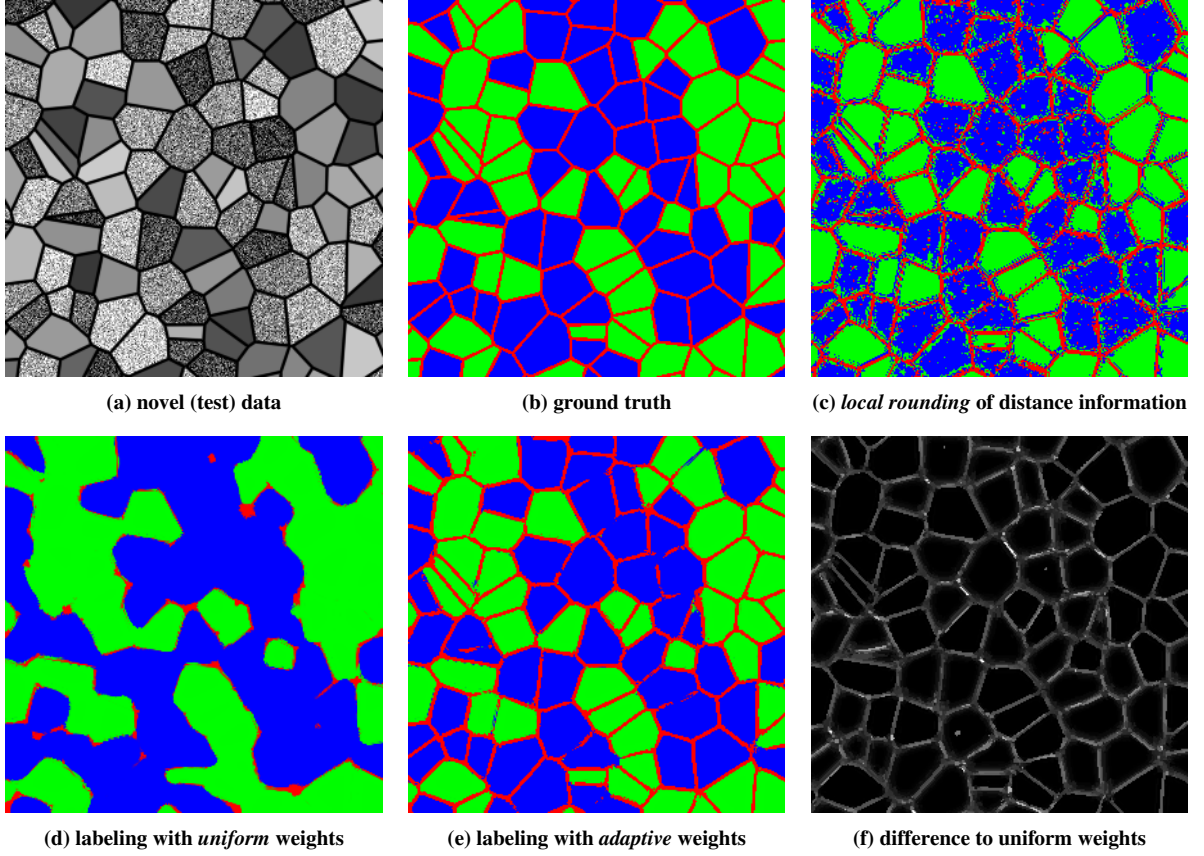 (a) novel (test) data
(b) ground truth
(c) local rounding of distance information
(d) labeling with uniform weights
(e) labeling with adaptive weights
(f) difference to uniform weights